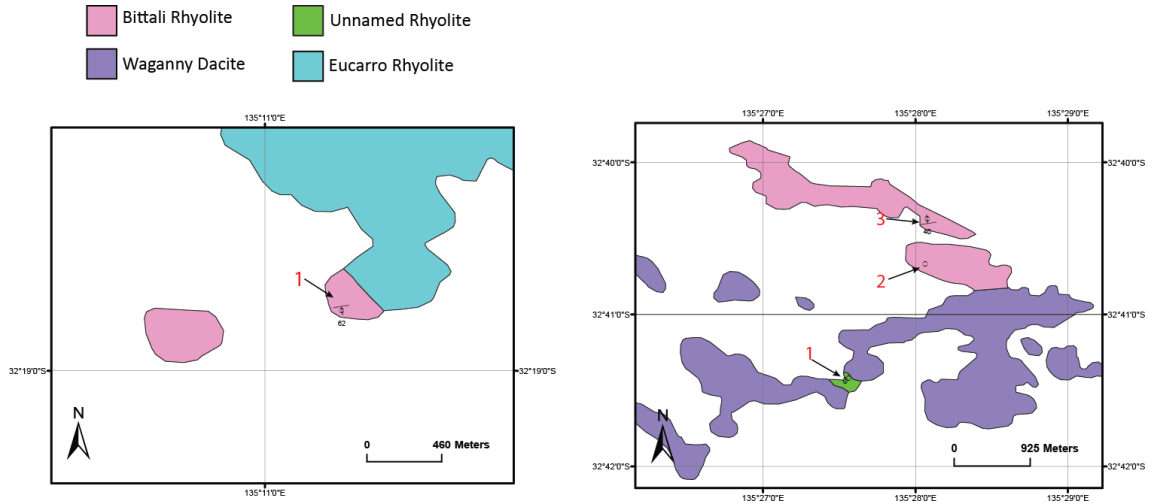 Bittali Rhyolite
Unnamed Rhyolite
Waganny Dacite
Eucarro Rhyolite
135°11'0"E
1
62
32°19'0"S
32°19'0"S
N
0
460 Meters
135°11'0"E
135°27'0"E
135°28'0"E
135°29'0"E
32°40'0"S
32°40'0"S
3
40
2
32°41'0"S
32°41'0"S
1
N
0
925 Meters
32°42'0"S
32°42'0"S
135°27'0"E
135°28'0"E
135°29'0"E